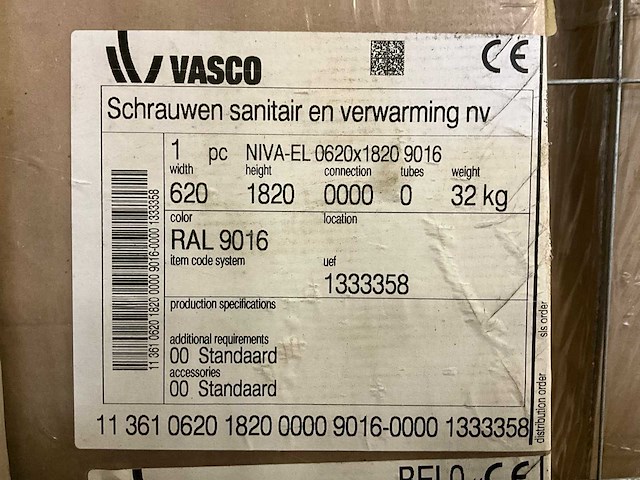 VASCO
CE
Schrauwen sanitair en verwarming nv
1 pc NIVA-EL 0620x1820 9016
width height connection tubes weight
620 1820 0000 0 32 kg
color location
RAL 9016
item code system uef
1333358
production specifications
additional requirements
00 Standaard
accessories
00 Standaard
11 361 0620 1820 0000 9016-0000 1333358
11 361 0620 1820 0000 9016-0000 1333358
distribution order sls order
CE